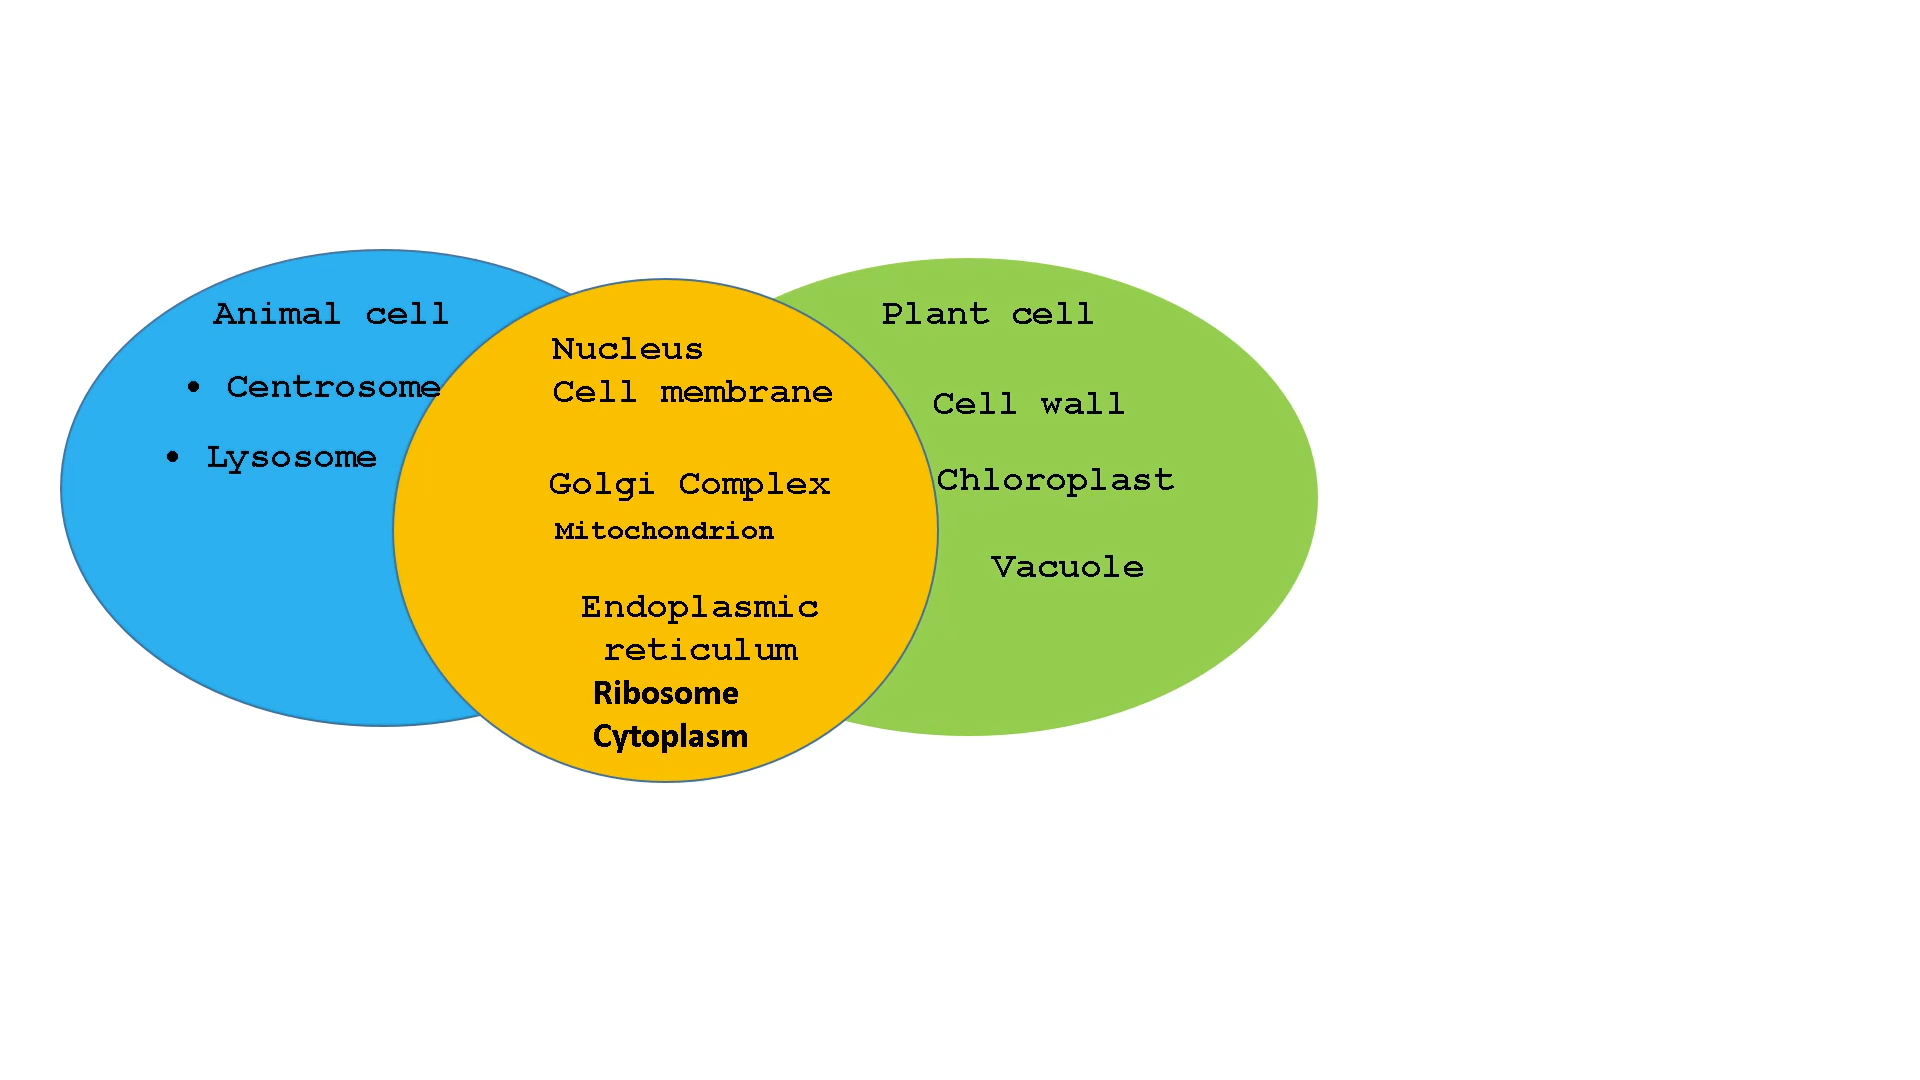 Animal cell
• Centrosome
• Lysosome
Nucleus
Cell membrane
Golgi Complex
Mitochondrion
Endoplasmic
reticulum
Ribosome
Cytoplasm
Plant cell
Cell wall
Chloroplast
Vacuole